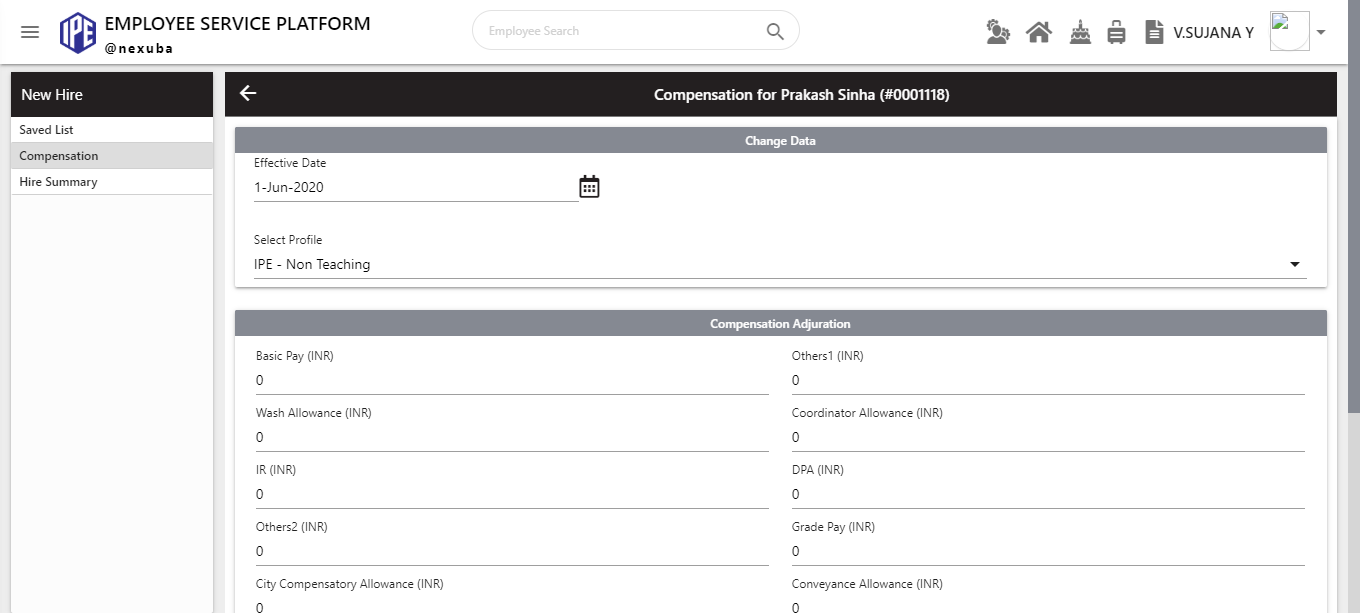 IPE
EMPLOYEE SERVICE PLATFORM
@nexuba
Employee Search
V.SUJANA Y
New Hire
Saved List
Compensation
Hire Summary
Compensation for Prakash Sinha (#0001118)
Change Data
Effective Date
1-Jun-2020
Select Profile
IPE - Non Teaching
Compensation Adjuration
Basic Pay (INR)
0
Others1 (INR)
0
Wash Allowance (INR)
0
Coordinator Allowance (INR)
0
IR (INR)
0
DPA (INR)
0
Others2 (INR)
0
Grade Pay (INR)
0
City Compensatory Allowance (INR)
0
Conveyance Allowance (INR)
0